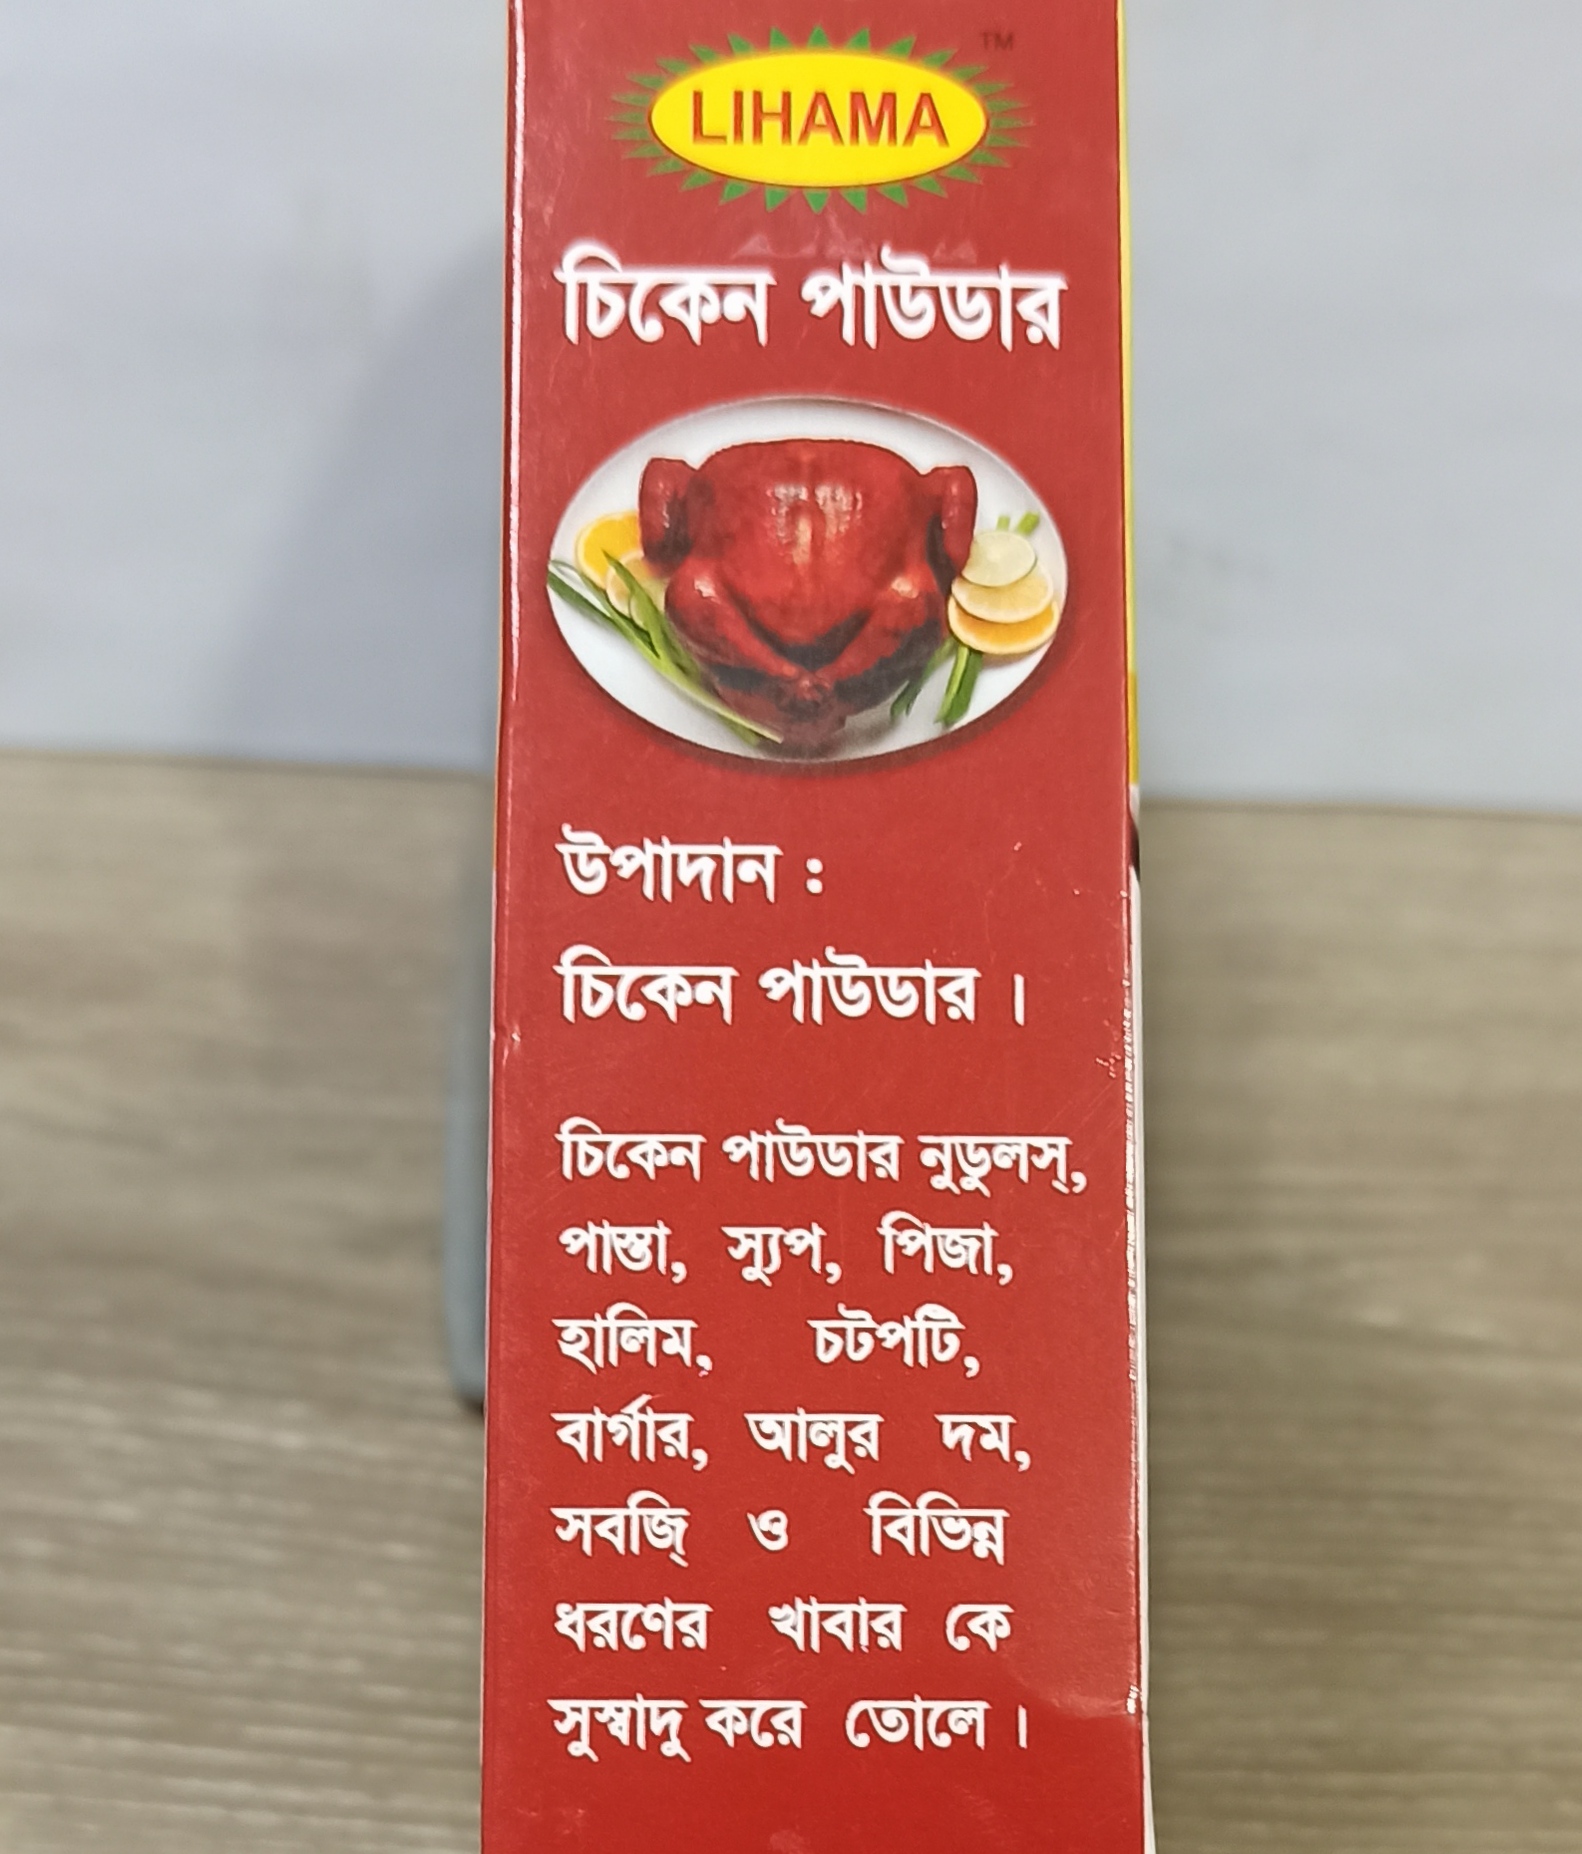 LIHAMA
TM
চিকেন পাউডার
উপাদান :
চিকেন পাউডার ।
চিকেন পাউডার নুডুলস্,
পাস্তা, স্যুপ, পিজা,
হালিম, চটপটি,
বার্গার, আলুর দম,
সবজি্ ও বিভিন্ন
ধরণের খাবার কে
সুস্বাদু করে তোলে ।